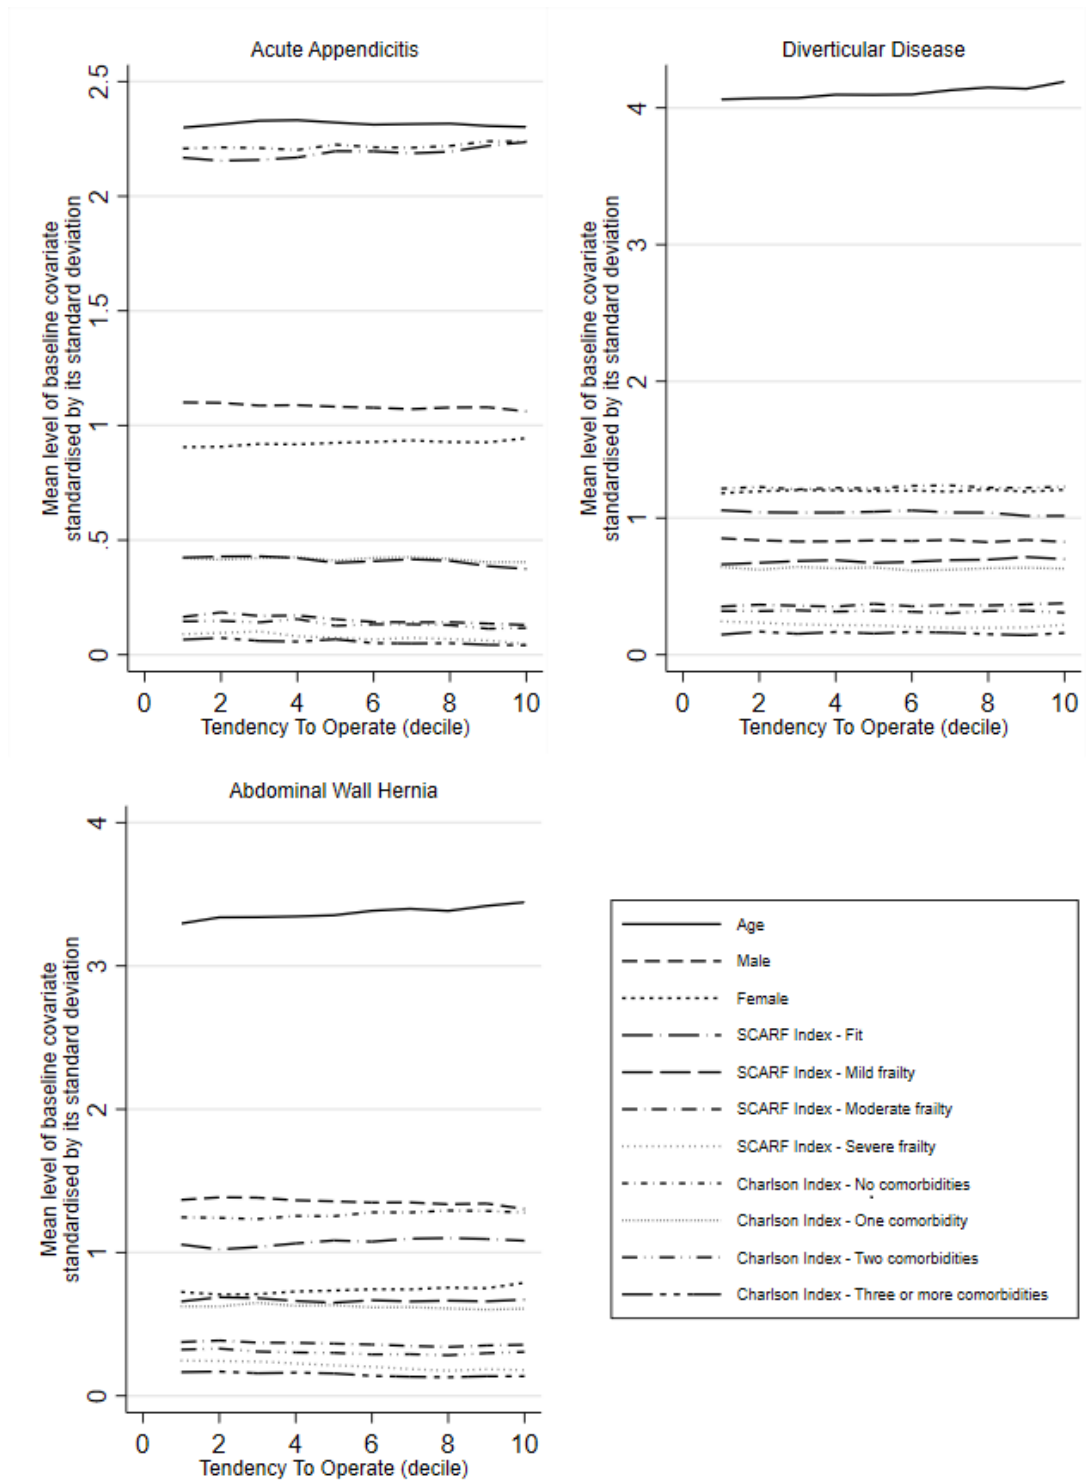 Acute Appendicitis
Mean level of baseline covariate
standardised by its standard deviation
2.5
2
1.5
1
.5
0
0 2 4 6 8 10
Tendency To Operate (decile)
Diverticular Disease
Mean level of baseline covariate
standardised by its standard deviation
4
3
2
1
0
0 2 4 6 8 10
Tendency To Operate (decile)
Abdominal Wall Hernia
Mean level of baseline covariate
standardised by its standard deviation
4
3
2
1
0
0 2 4 6 8 10
Tendency To Operate (decile)
Age
Male
Female
SCARF Index - Fit
SCARF Index - Mild frailty
SCARF Index - Moderate frailty
SCARF Index - Severe frailty
Charlson Index - No comorbidities
Charlson Index - One comorbidity
Charlson Index - Two comorbidities
Charlson Index - Three or more comorbidities